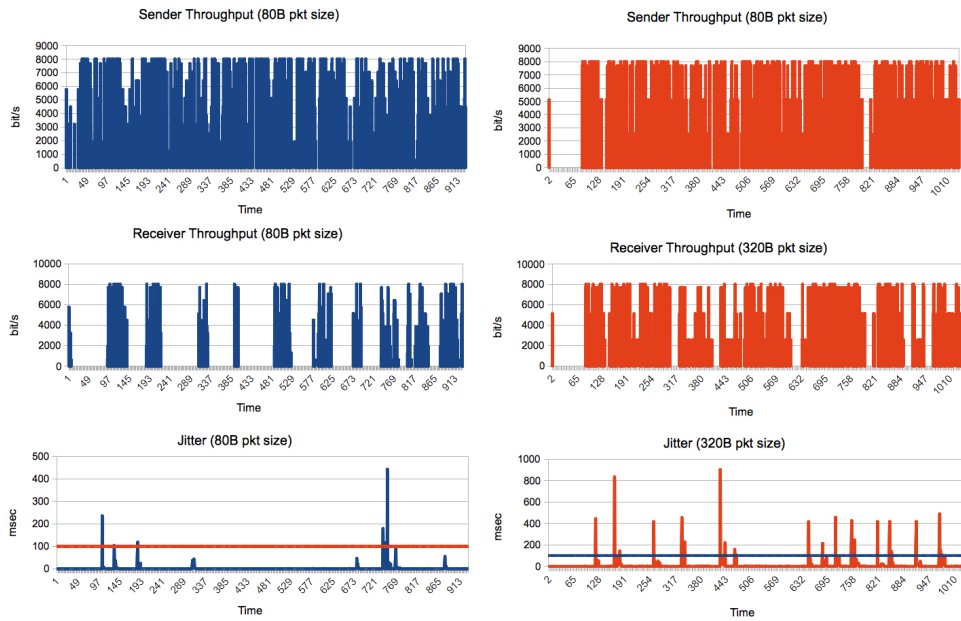 Sender Throughput (80B pkt size)
9000
8000
7000
6000
5000
4000
3000
2000
1000
0
bit/s
1 49 97 145 193 241 289 337 385 433 481 529 577 625 673 721 769 817 865 913
Time
Sender Throughput (80B pkt size)
9000
8000
7000
6000
5000
4000
3000
2000
1000
0
bit/s
2 65 128 191 254 317 380 443 506 569 632 695 758 821 884 947 1010
Time
Receiver Throughput (80B pkt size)
10000
8000
6000
4000
2000
0
bit/s
1 49 97 145 193 241 289 337 385 433 481 529 577 625 673 721 769 817 865 913
Time
Receiver Throughput (320B pkt size)
10000
8000
6000
4000
2000
0
bit/s
2 65 128 191 254 317 380 443 506 569 632 695 758 821 884 947 1010
Time
Jitter (80B pkt size)
500
400
300
200
100
0
msec
1 49 97 145 193 241 289 337 385 433 481 529 577 625 673 721 769 817 865 913
Time
Jitter (320B pkt size)
1000
800
600
400
200
0
msec
2 65 128 191 254 317 380 443 506 569 632 695 758 821 884 947 1010
Time